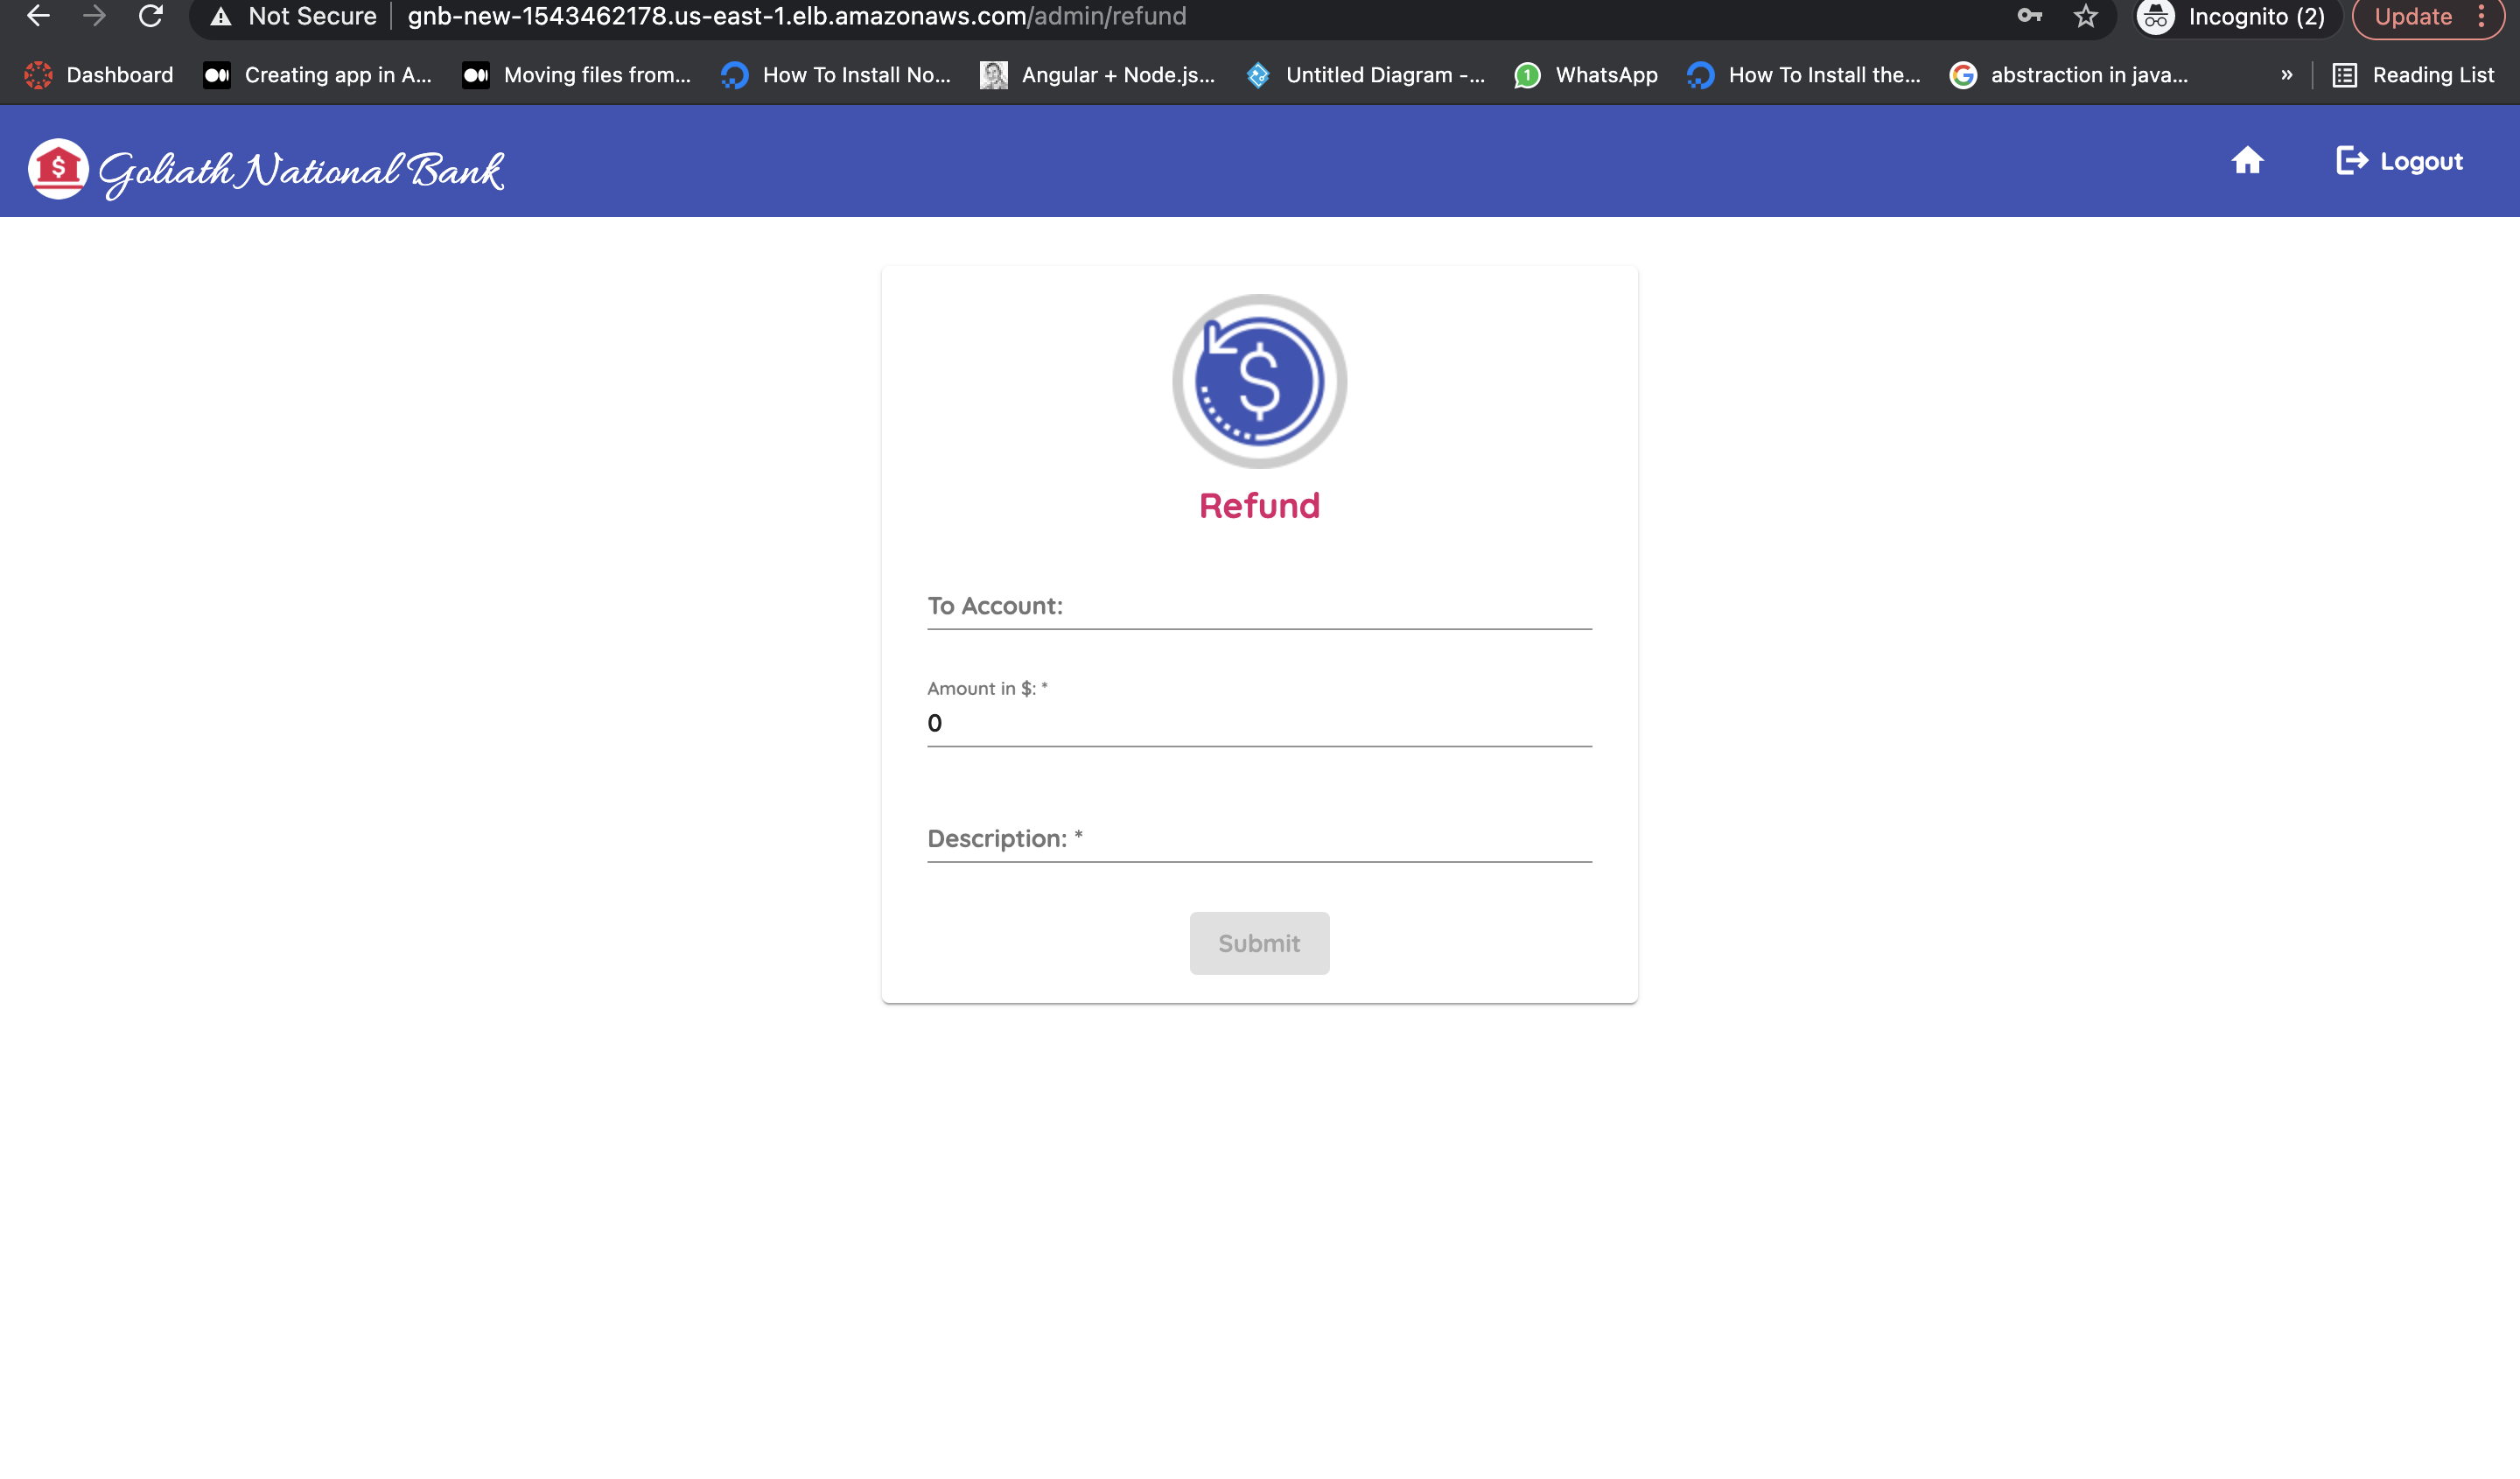 Not Secure gnb-new-1543462178.us-east-1.elb.amazonaws.com/admin/refund Incognito (2) Update
Dashboard Creating app in A... Moving files from... How To Install No... Angular + Node.js... Untitled Diagram -... 1 WhatsApp How To Install the... abstraction in java... » Reading List
$ Goliath National Bank Logout
$
Refund
To Account:
Amount in $: *
0
Description: *
Submit